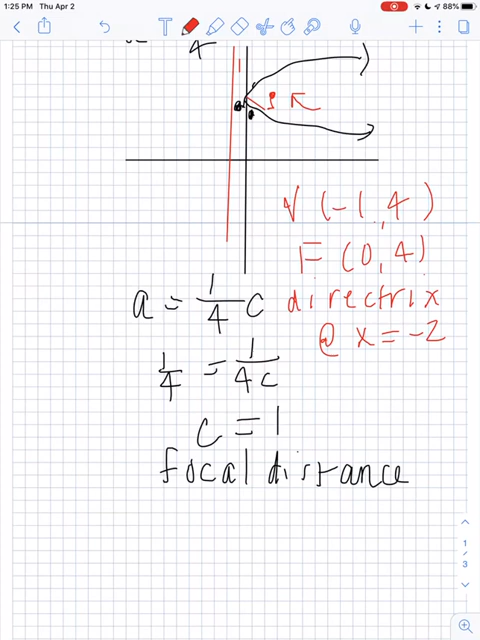 1:25 PM Thu Apr 2
88%
4
V (-1, 4)
F (0, 4)
directrix
@ x = -2
a = 1/4 c
1/4 = 1/4c
c = 1
focal distance
1
/
3